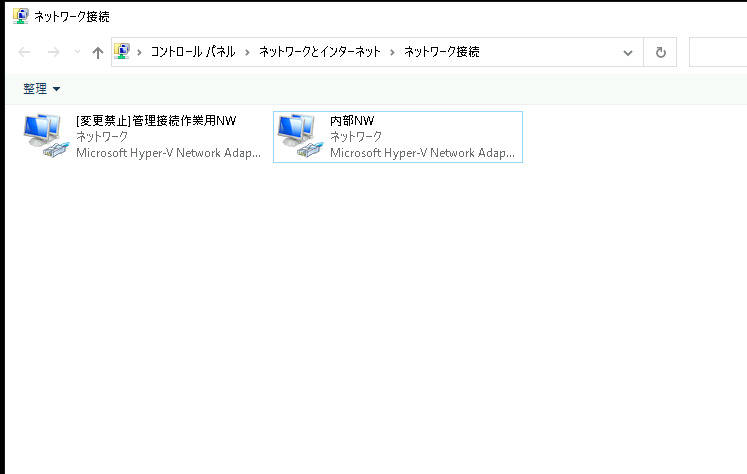 ネットワーク接続
コントロール パネル › ネットワークとインターネット › ネットワーク接続
整理
[変更禁止]管理接続作業用NW
ネットワーク
Microsoft Hyper-V Network Adap...
内部NW
ネットワーク
Microsoft Hyper-V Network Adap...